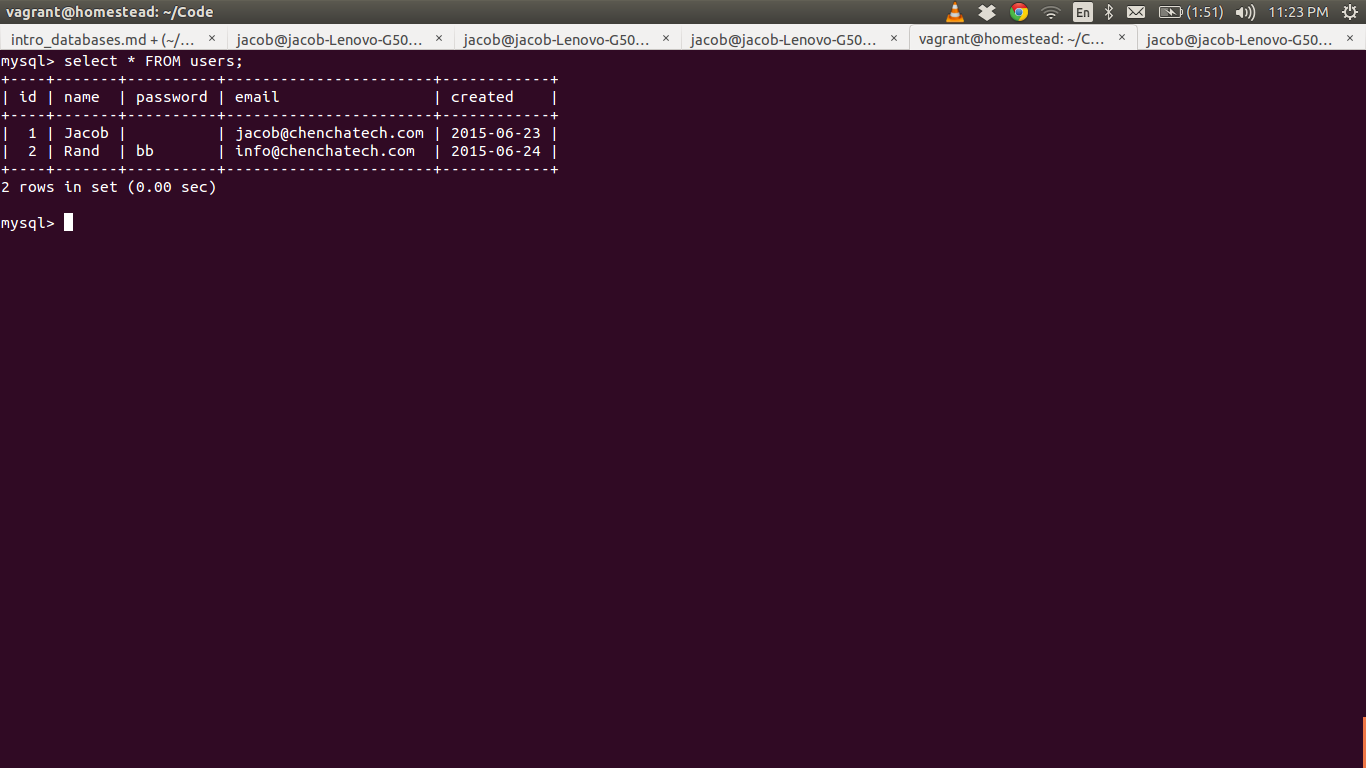 vagrant@homestead: ~/Code En (1:51) 11:23 PM
intro_databases.md + (~/... × jacob@jacob-Lenovo-G50... × jacob@jacob-Lenovo-G50... × jacob@jacob-Lenovo-G50... × vagrant@homestead: ~/C... × jacob@jacob-Lenovo-G50... ×
mysql> select * FROM users;
+----+-------+----------+-----------------------+------------+
| id | name  | password | email                 | created    |
+----+-------+----------+-----------------------+------------+
|  1 | Jacob |          | jacob@chenchatech.com | 2015-06-23 |
|  2 | Rand  | bb       | info@chenchatech.com  | 2015-06-24 |
+----+-------+----------+-----------------------+------------+
2 rows in set (0.00 sec)
mysql>